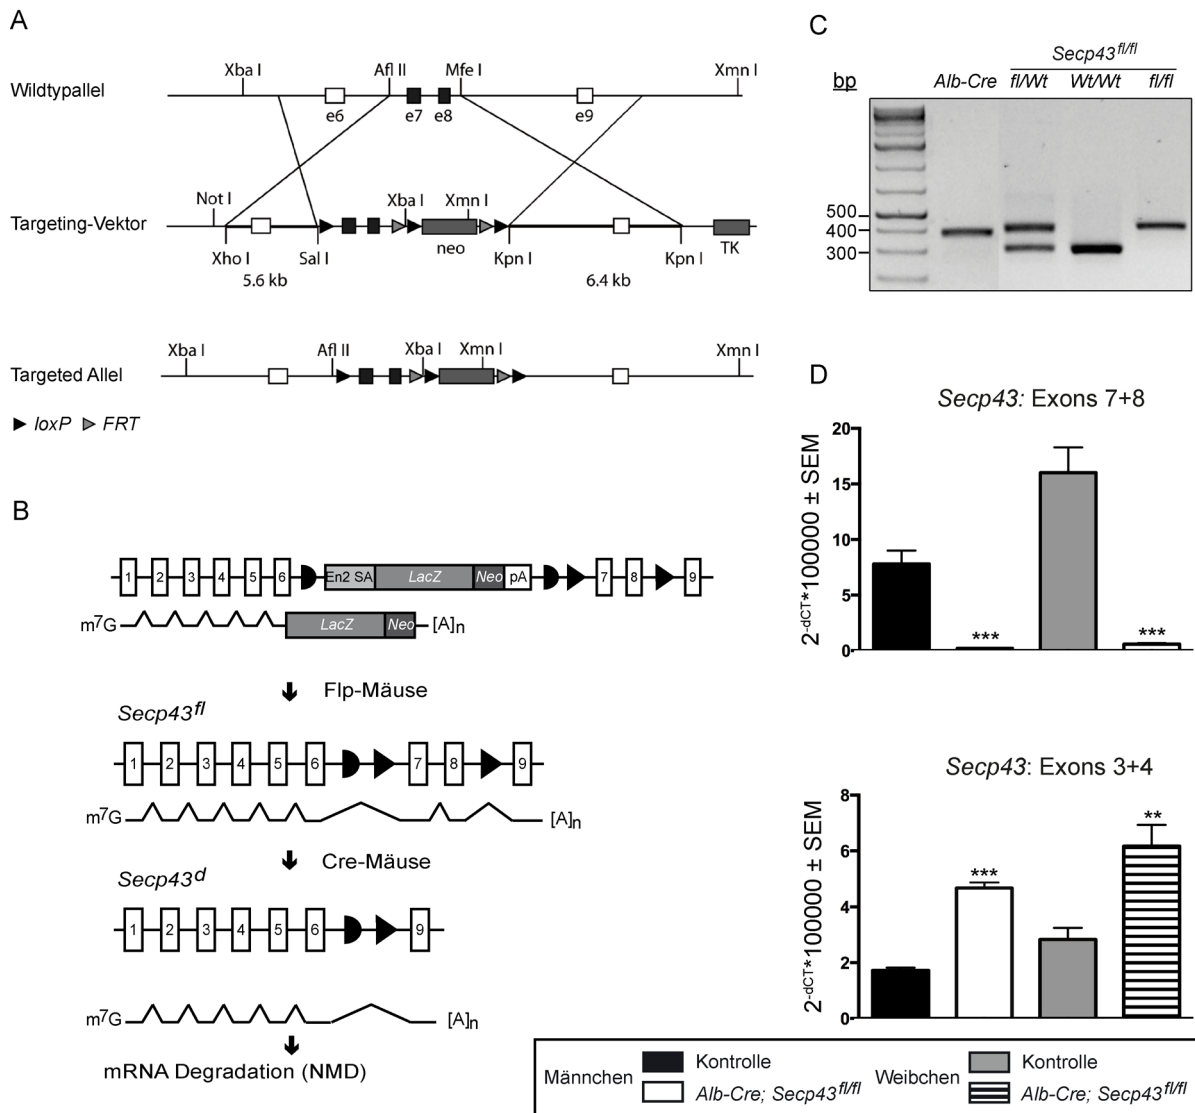 A
Xba I
Afl II
Mfe I
Xmn I
Wildtypallel
e6
e7
e8
e9
Not I
Xba I
Xmn I
Targeting-Vektor
neo
TK
Xho I
Sal I
Kpn I
Kpn I
5.6 kb
6.4 kb
Xba I
Afl II
Xba I
Xmn I
Xmn I
Targeted Allel
loxP
FRT
B
1 2 3 4 5 6 En2 SA LacZ Neo pA 7 8 9
m7G LacZ Neo [A]n
Flp-Mäuse
Secp43fl
1 2 3 4 5 6 7 8 9
m7G [A]n
Cre-Mäuse
Secp43d
1 2 3 4 5 6 9
m7G [A]n
mRNA Degradation (NMD)
C
Secp43fl/fl
bp
Alb-Cre
fl/Wt
Wt/Wt
fl/fl
500
400
300
D
Secp43: Exons 7+8
2-dCT*100000 ± SEM
20
15
10
5
0
***
***
Secp43: Exons 3+4
2-dCT*100000 ± SEM
8
6
4
2
0
***
**
Männchen
Kontrolle
Alb-Cre; Secp43fl/fl
Weibchen
Kontrolle
Alb-Cre; Secp43fl/fl